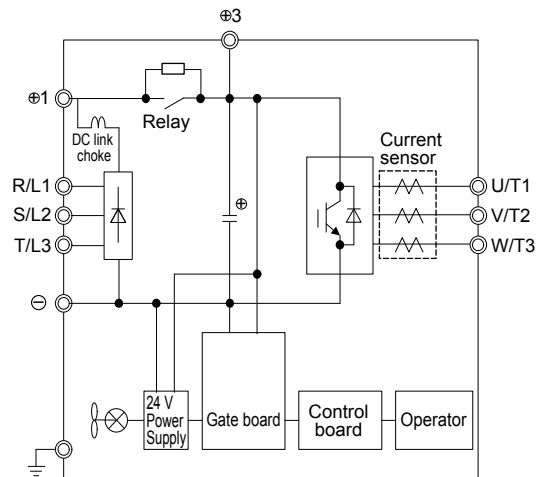 ⊕3
⊕1
Relay
DC link
choke
Current
sensor
R/L1
S/L2
T/L3
U/T1
V/T2
W/T3
⊕
⊖
24 V
Power
Supply
Gate board
Control
board
Operator